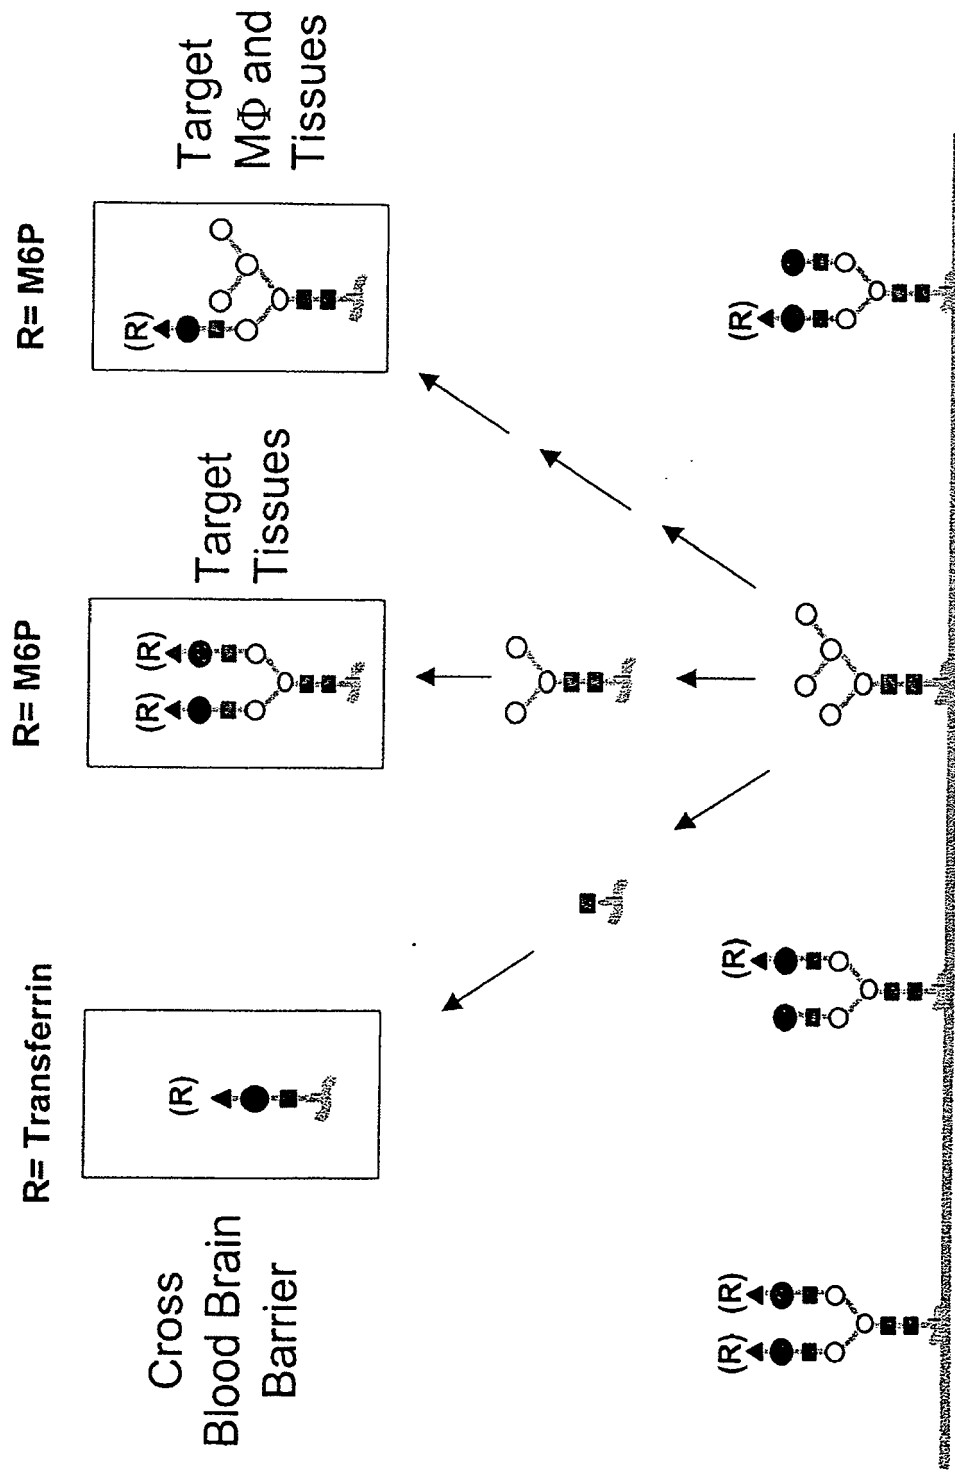 R= Transferrin
R= M6P
R= M6P
Cross
Blood Brain
Barrier
(R)
(R)
(R)
Target
Tissues
(R)
Target
MΦ and
Tissues
(R)
(R)
(R)
(R)